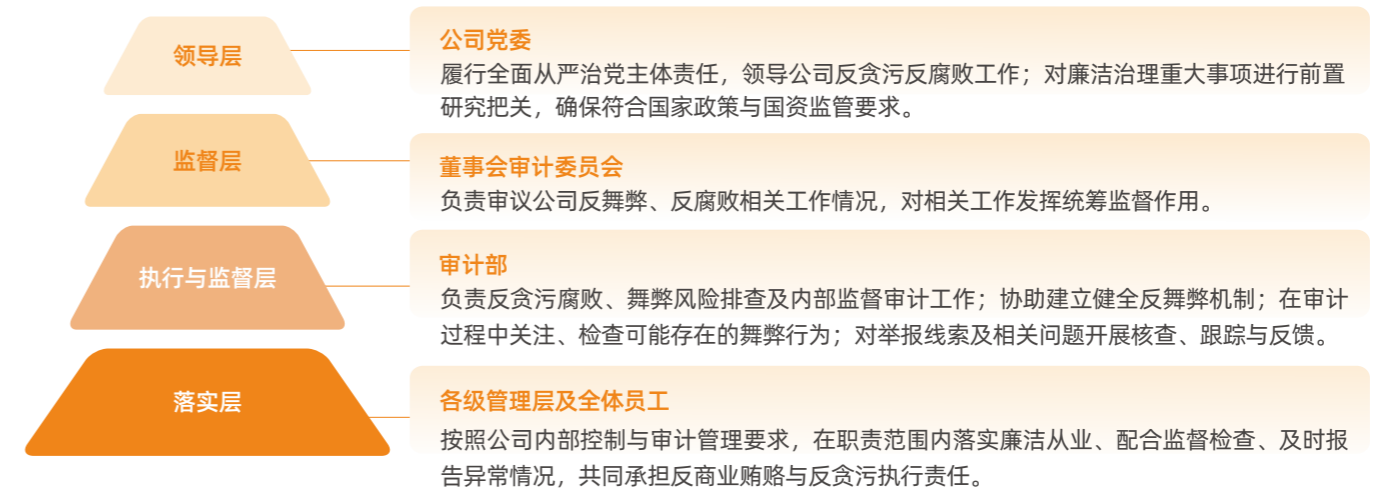 领导层
公司党委
履行全面从严治党主体责任，领导公司反贪污反腐败工作；对廉洁治理重大事项进行前置
研究把关，确保符合国家政策与国资监管要求。
监督层
董事会审计委员会
负责审议公司反舞弊、反腐败相关工作情况，对相关工作发挥统筹监督作用。
执行与监督层
审计部
负责反贪污腐败、舞弊风险排查及内部监督审计工作；协助建立健全反舞弊机制；在审计
过程中关注、检查可能存在的舞弊行为；对举报线索及相关问题开展核查、跟踪与反馈。
落实层
各级管理层及全体员工
按照公司内部控制与审计管理要求，在职责范围内落实廉洁从业、配合监督检查、及时报
告异常情况，共同承担反商业贿赂与反贪污执行责任。